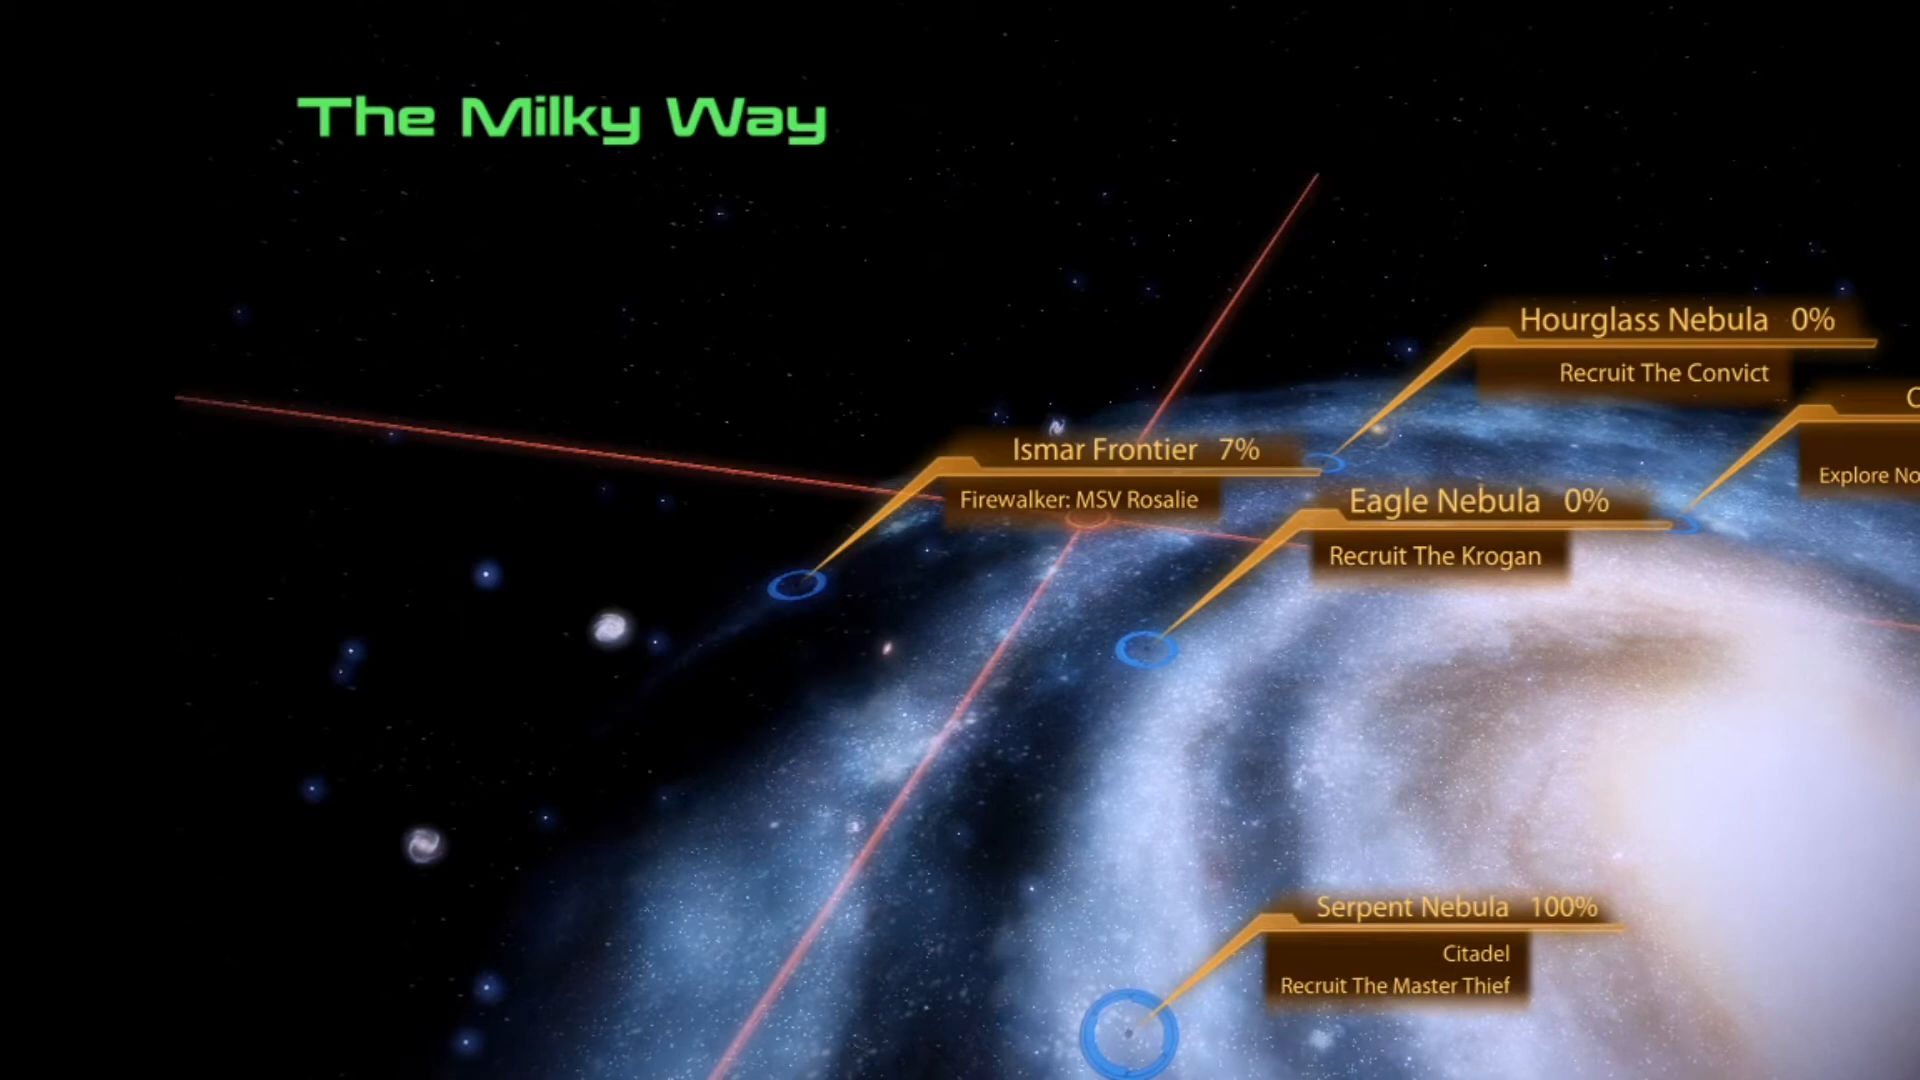 The Milky Way
Hourglass Nebula 0%
Recruit The Convict
Ismar Frontier 7%
Firewalker: MSV Rosalie
Eagle Nebula 0%
Recruit The Krogan
Explore
Serpent Nebula 100%
Citadel
Recruit The Master Thief